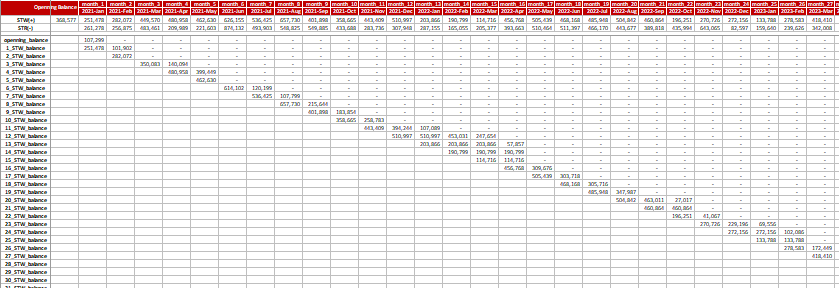 Opening Balance month_1 month_2 month_3 month_4 month_5 month_6 month_7 month_8 month_9 month_10 month_11 month_12 month_13 month_14 month_15 month_16 month_17 month_18 month_19 month_20 month_21 month_22 month_23 month_24 month_25 month_26 month_27
2021-Jan 2021-Feb 2021-Mar 2021-Apr 2021-May 2021-Jun 2021-Jul 2021-Aug 2021-Sep 2021-Oct 2021-Nov 2021-Dec 2022-Jan 2022-Feb 2022-Mar 2022-Apr 2022-May 2022-Jun 2022-Jul 2022-Aug 2022-Sep 2022-Oct 2022-Nov 2022-Dec 2023-Jan 2023-Feb 2023-Mar
STW(+) 368,577 251,478 282,072 449,570 480,958 462,630 626,155 536,425 657,730 401,898 358,665 443,409 510,997 203,866 190,799 114,716 456,768 505,439 468,168 485,948 504,842 460,864 196,251 270,726 272,156 133,788 278,583 418,410
STR(-) 261,278 256,875 483,461 209,989 221,603 874,132 493,903 548,825 549,885 433,688 283,736 307,948 287,155 165,205 377 393,663 510,464 511,397 466,170 443,677 389,818 435,994 643,065 82,597 159,640 239,626 342,008
openning_balance 107,299 - - - - - - - - - - - - - - - - - - - - - - - - - -
1_STW_balance 251,478 101,902 - - - - - - - - - - - - - - - - - - - - - - - - -
2_STW_balance 282,072 - - - - - - - - - - - - - - - - - - - - - - - - -
3_STW_balance 350,083 140,094 - - - - - - - - - - - - - - - - - - - - - - -
4_STW_balance 480,958 399,449 - - - - - - - - - - - - - - - - - - - - - -
5_STW_balance 462,630 - - - - - - - - - - - - - - - - - - - - - -
6_STW_balance 614,102 120,199 - - - - - - - - - - - - - - - - - - - -
7_STW_balance 536,425 107,799 - - - - - - - - - - - - - - - - - - -
8_STW_balance 657,730 215,644 - - - - - - - - - - - - - - - - - -
9_STW_balance 401,898 183,854 - - - - - - - - - - - - - - - - -
10_STW_balance 358,665 258,783 - - - - - - - - - - - - - - - -
11_STW_balance 443,409 394,244 107,089 - - - - - - - - - - - - - -
12_STW_balance 510,997 510,997 453,031 247,654 - - - - - - - - - - - -
13_STW_balance 203,866 203,866 203,866 57,857 - - - - - - - - - - -
14_STW_balance 190,799 190,799 190,799 - - - - - - - - - - -
15_STW_balance 114,716 114,716 - - - - - - - - - - -
16_STW_balance 456,768 309,676 - - - - - - - - - -
17_STW_balance 505,439 303,718 - - - - - - - - -
18_STW_balance 468,168 305,716 - - - - - - - -
19_STW_balance 485,948 347,987 - - - - - - -
20_STW_balance 504,842 463,011 27,017 - - - - -
21_STW_balance 460,864 460,864 - - - - -
22_STW_balance 196,251 41,067 - - - -
23_STW_balance 270,726 229,196 69,556 - -
24_STW_balance 272,156 272,156 102,086 -
25_STW_balance 133,788 133,788 -
26_STW_balance 278,583 172,449
27_STW_balance 418,410
28_STW_balance
29_STW_balance
30_STW_balance